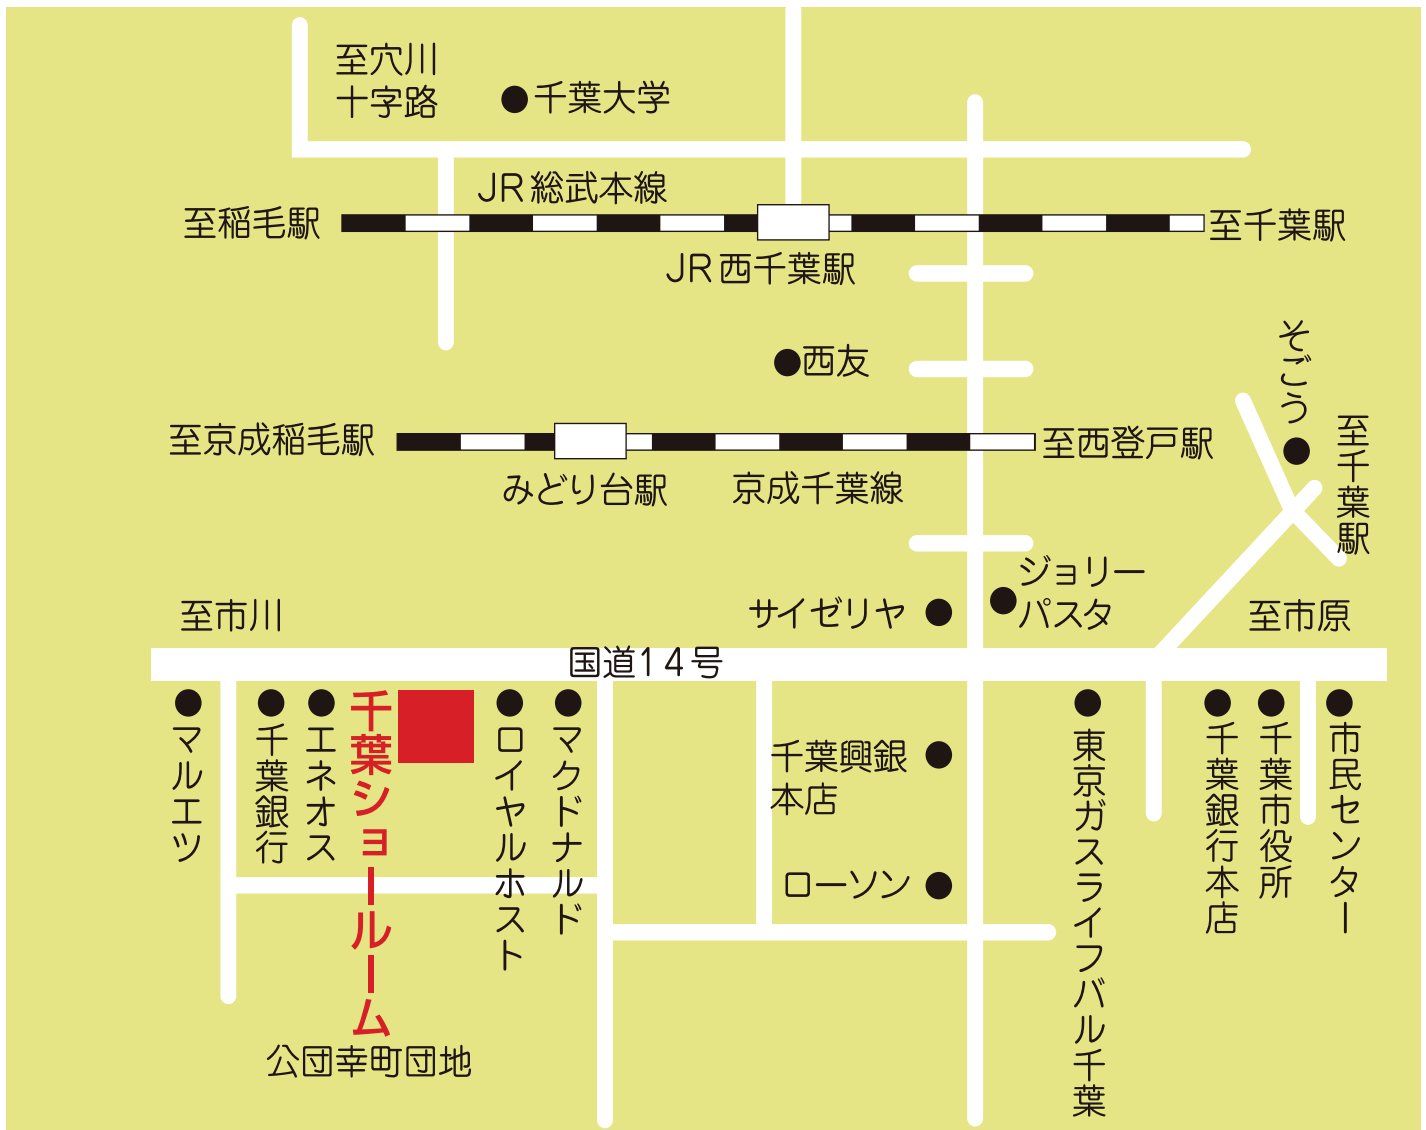 至穴川
十字路
千葉大学
JR総武本線
至稲毛駅
至千葉駅
JR西千葉駅
西友
そごう
至千葉駅
至京成稲毛駅
至西登戸駅
みどり台駅
京成千葉線
ジョリー
パスタ
サイゼリヤ
至市川
至市原
国道14号
マルエツ
千葉銀行
エネオス
千葉ショールーム
ロイヤルホスト
マクドナルド
千葉興銀
本店
ローソン
東京ガスライフバル千葉
千葉銀行本店
千葉市役所
市民センター
公団幸町団地